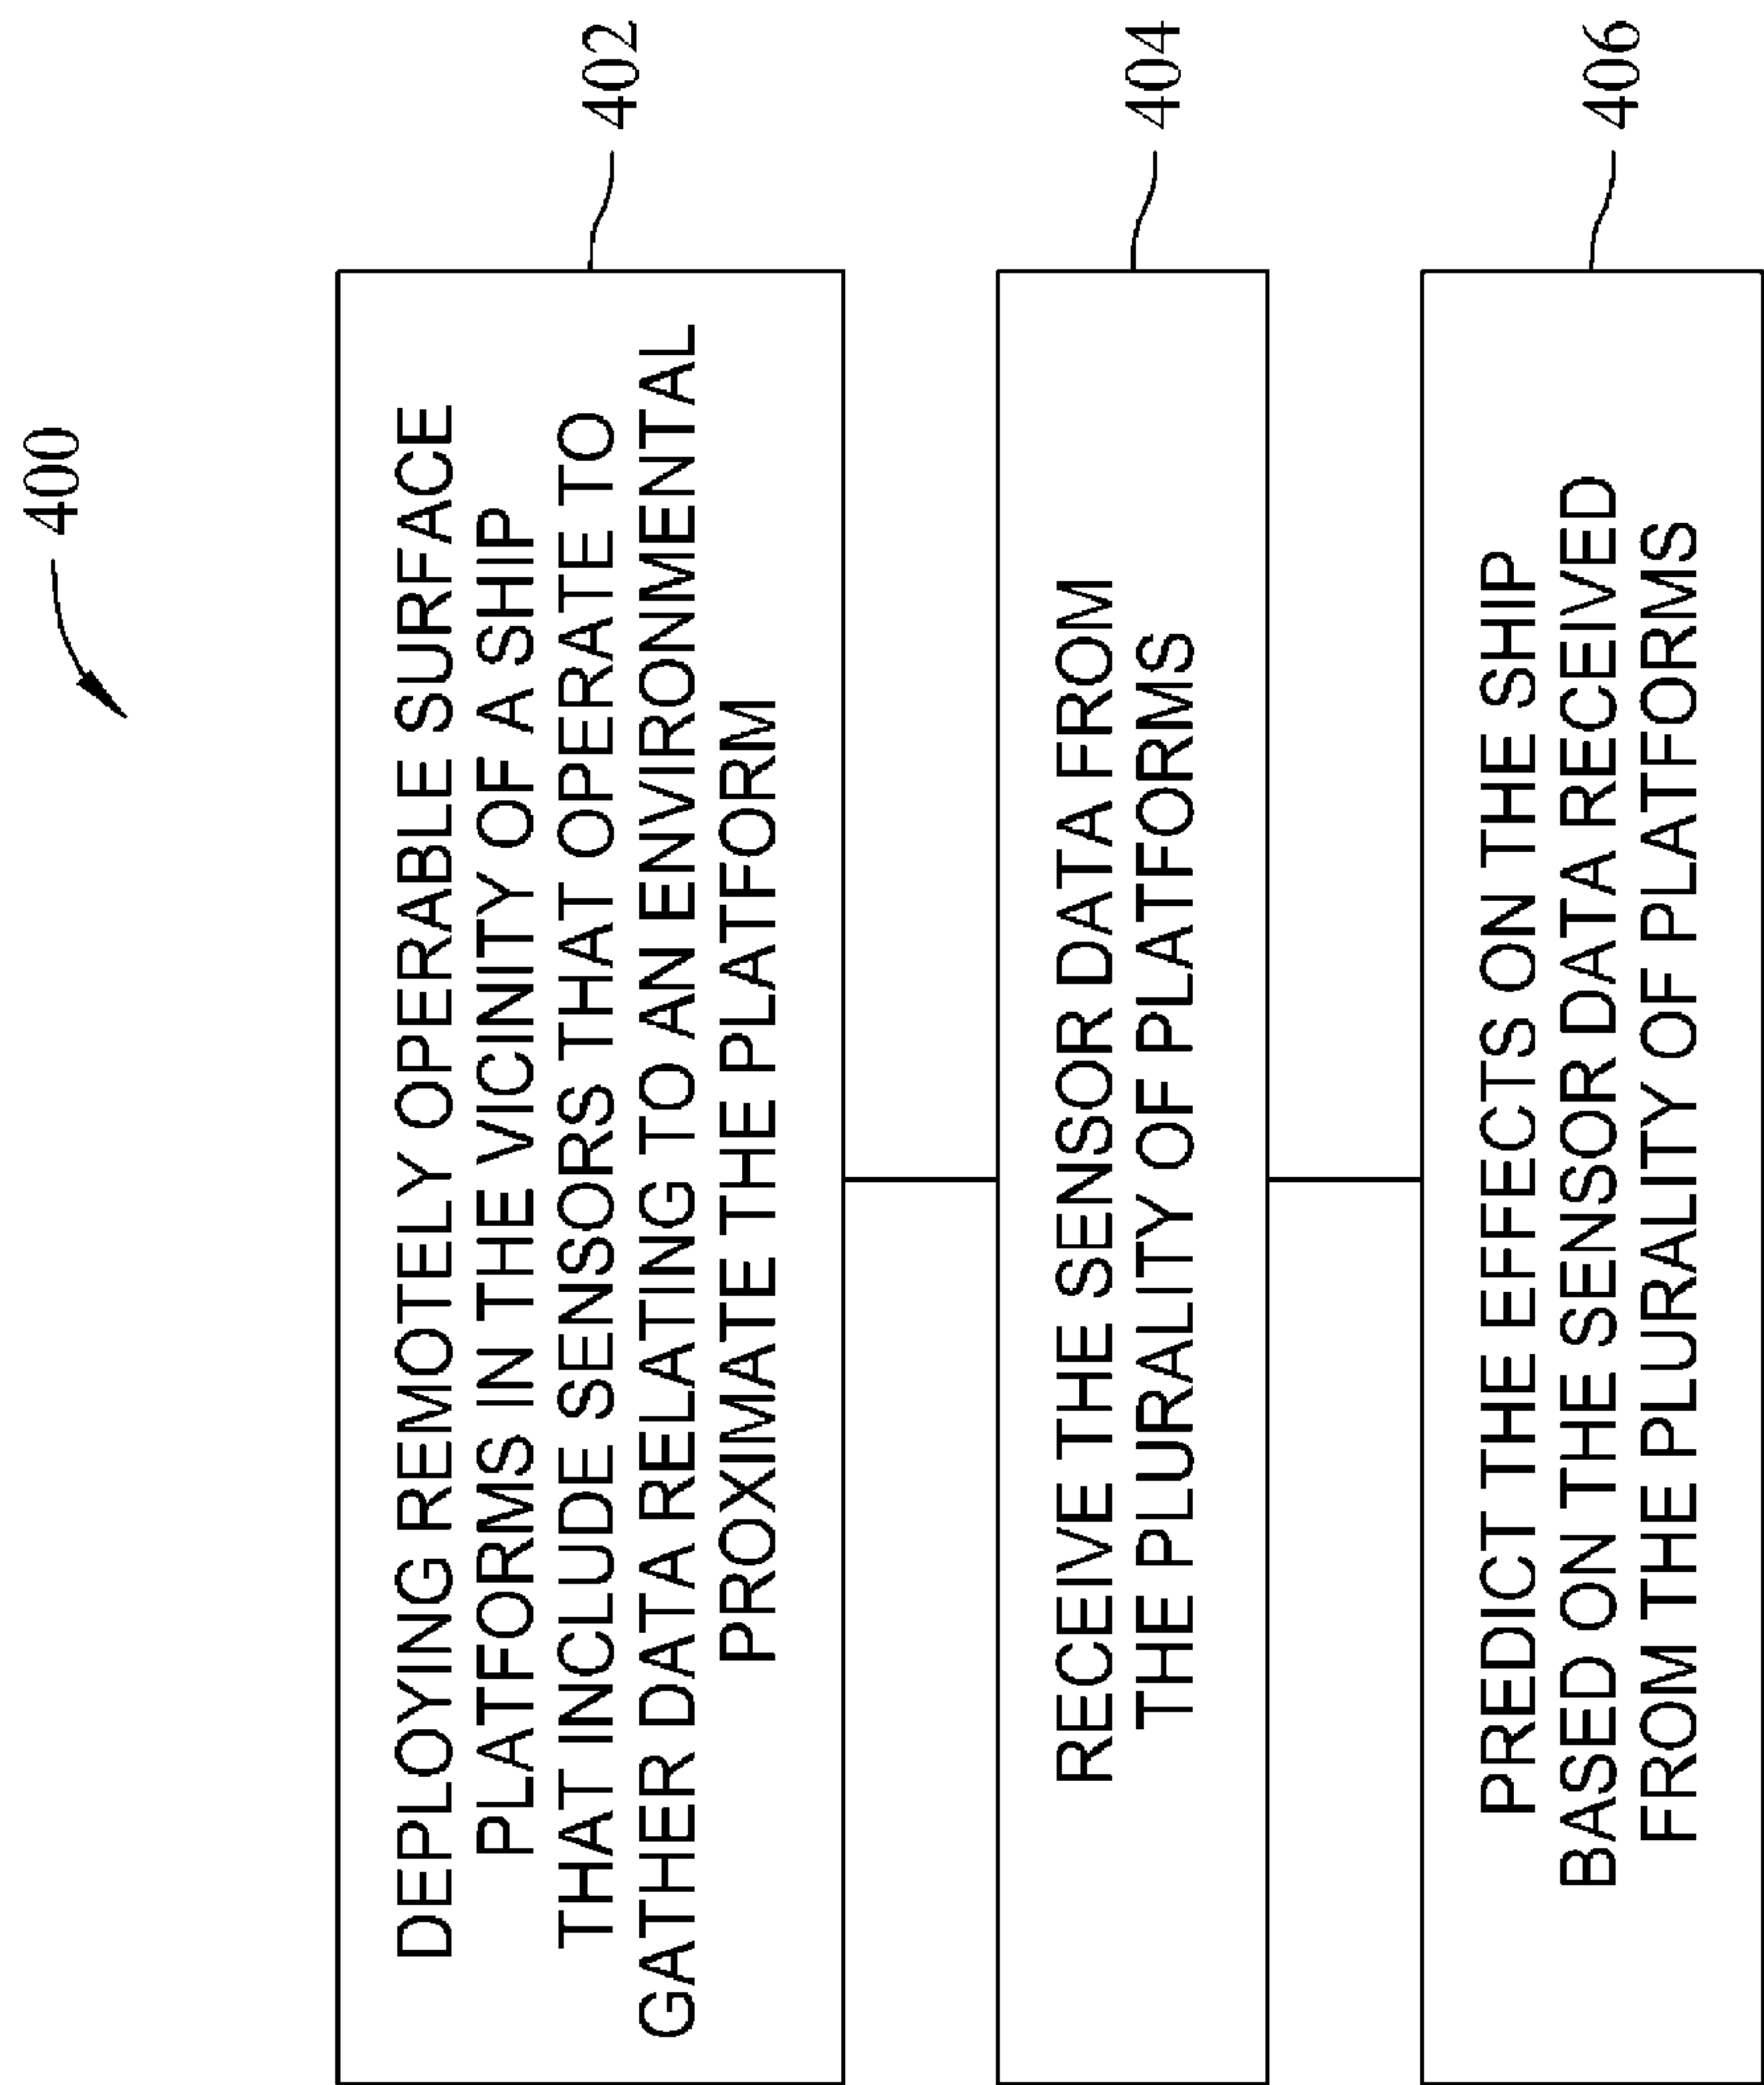 400
DEPLOYING REMOTELY OPERABLE SURFACE
PLATFORMS IN THE VICINITY OF A SHIP
THAT INCLUDE SENSORS THAT OPERATE TO
GATHER DATA RELATING TO AN ENVIRONMENTAL
PROXIMATE THE PLATFORM
402
RECEIVE THE SENSOR DATA FROM
THE PLURALITY OF PLATFORMS
404
PREDICT THE EFFECTS ON THE SHIP
BASED ON THE SENSOR DATA RECEIVED
FROM THE PLURALITY OF PLATFORMS
406